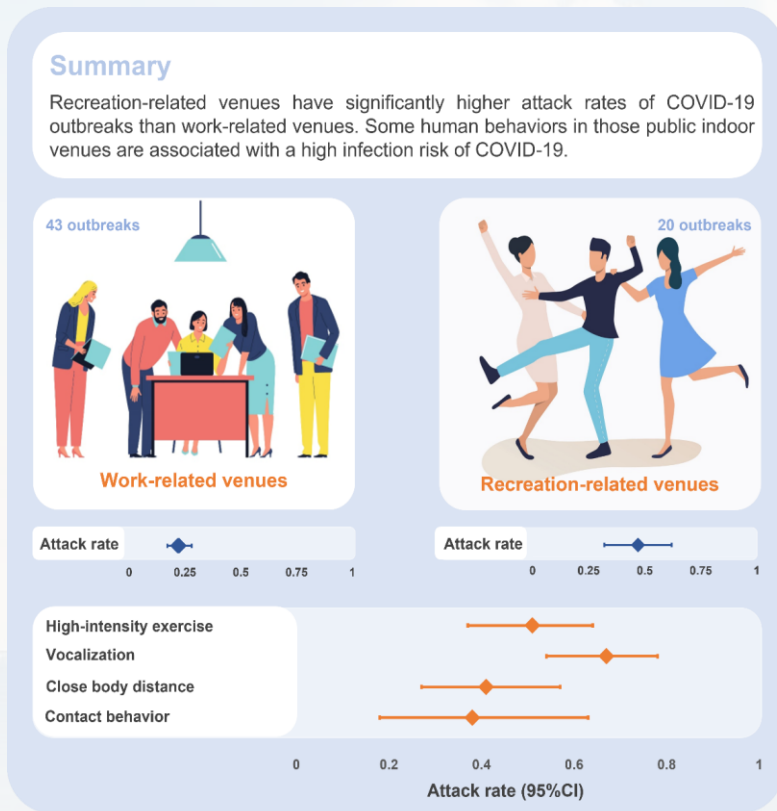 Summary
Recreation-related venues have significantly higher attack rates of COVID-19
outbreaks than work-related venues. Some human behaviors in those public indoor
venues are associated with a high infection risk of COVID-19.
43 outbreaks
Work-related venues
20 outbreaks
Recreation-related venues
Attack rate
0 0.25 0.5 0.75 1
Attack rate
0 0.25 0.5 0.75 1
High-intensity exercise
Vocalization
Close body distance
Contact behavior
0 0.2 0.4 0.6 0.8 1
Attack rate (95%CI)